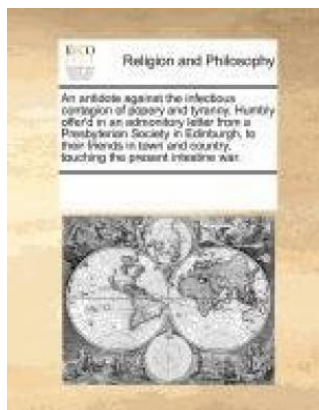 ECCO
Religion and Philosophy
An antidote against the infectious
contagion of popery and tyranny. Humbly
offer'd in an admonitory letter from a
Presbyterian Society in Edinburgh, to
their friends in town and country,
touching the present intestine war.